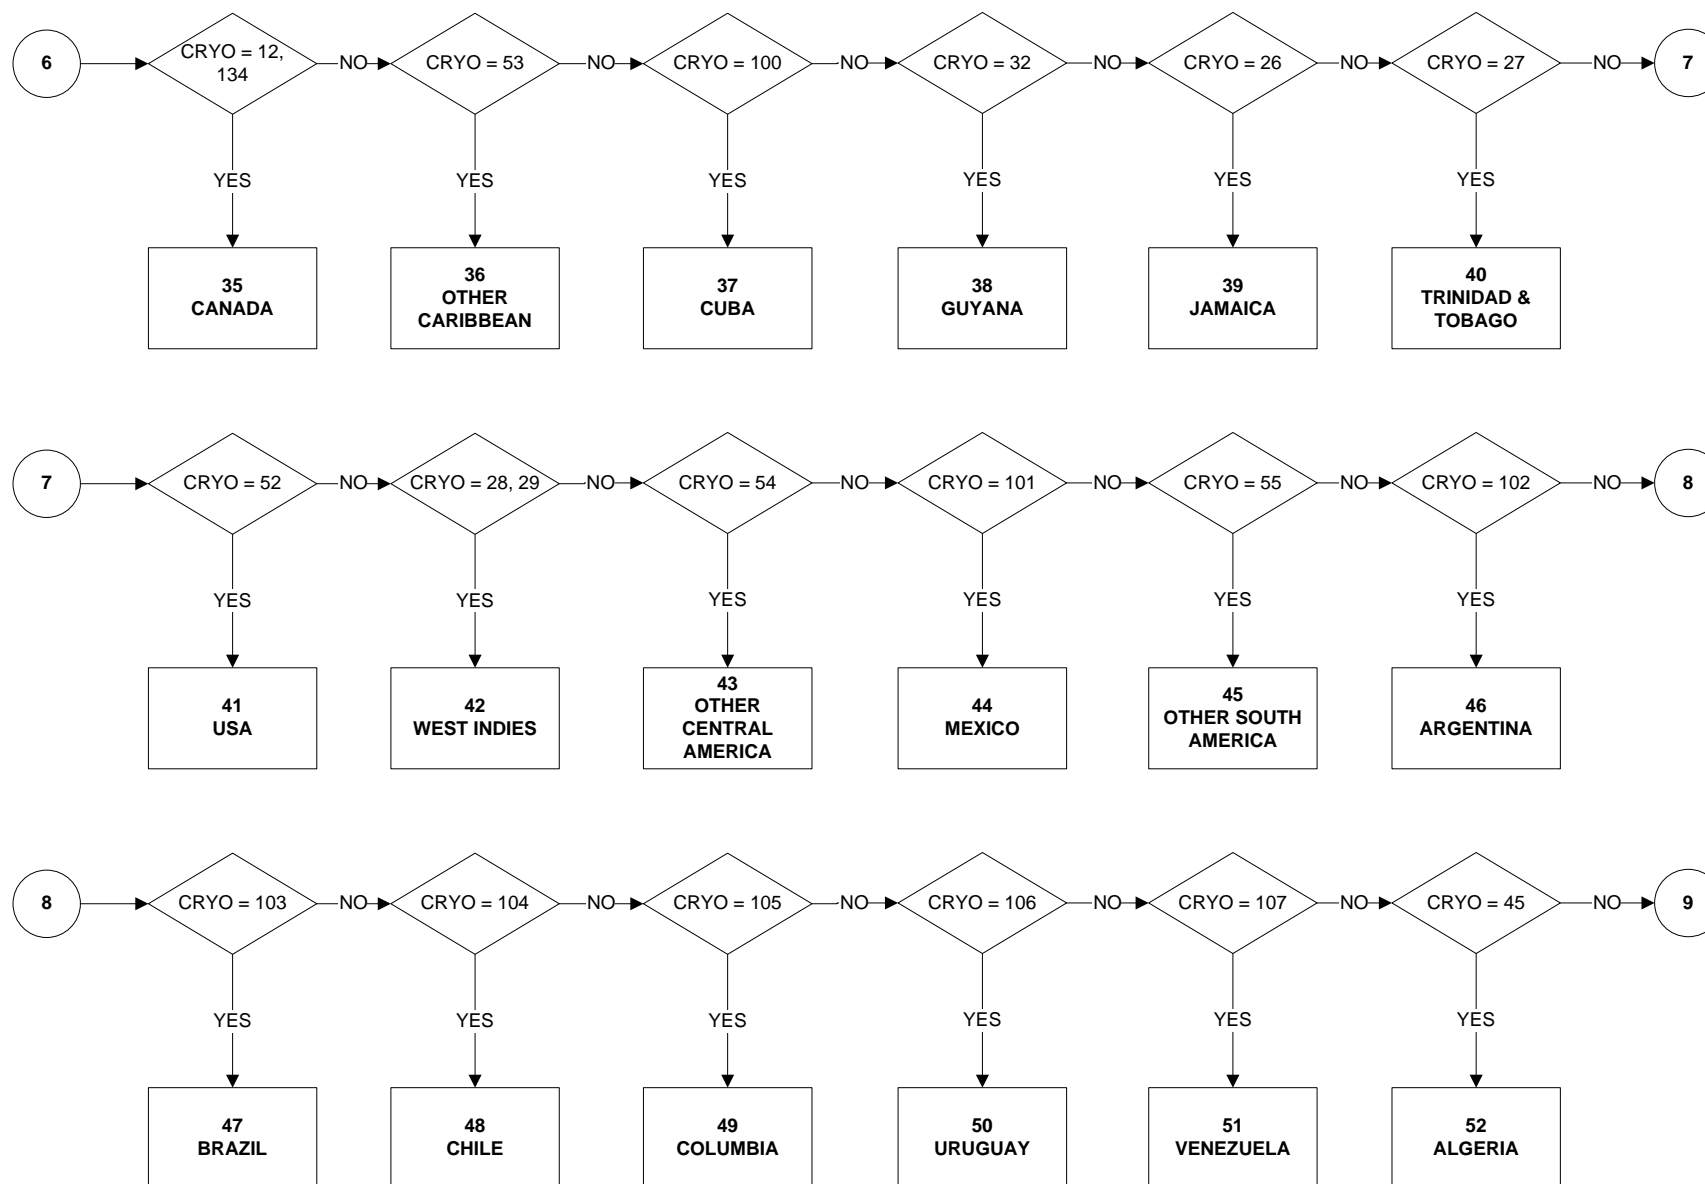 6
CRYO = 12,
134
NO
CRYO = 53
NO
CRYO = 100
NO
CRYO = 32
NO
CRYO = 26
NO
CRYO = 27
NO
7
YES
YES
YES
YES
YES
YES
35
CANADA
36
OTHER
CARIBBEAN
37
CUBA
38
GUYANA
39
JAMAICA
40
TRINIDAD &
TOBAGO
7
CRYO = 52
NO
CRYO = 28, 29
NO
CRYO = 54
NO
CRYO = 101
NO
CRYO = 55
NO
CRYO = 102
NO
8
YES
YES
YES
YES
YES
YES
41
USA
42
WEST INDIES
43
OTHER
CENTRAL
AMERICA
44
MEXICO
45
OTHER SOUTH
AMERICA
46
ARGENTINA
8
CRYO = 103
NO
CRYO = 104
NO
CRYO = 105
NO
CRYO = 106
NO
CRYO = 107
NO
CRYO = 45
NO
9
YES
YES
YES
YES
YES
YES
47
BRAZIL
48
CHILE
49
COLUMBIA
50
URUGUAY
51
VENEZUELA
52
ALGERIA